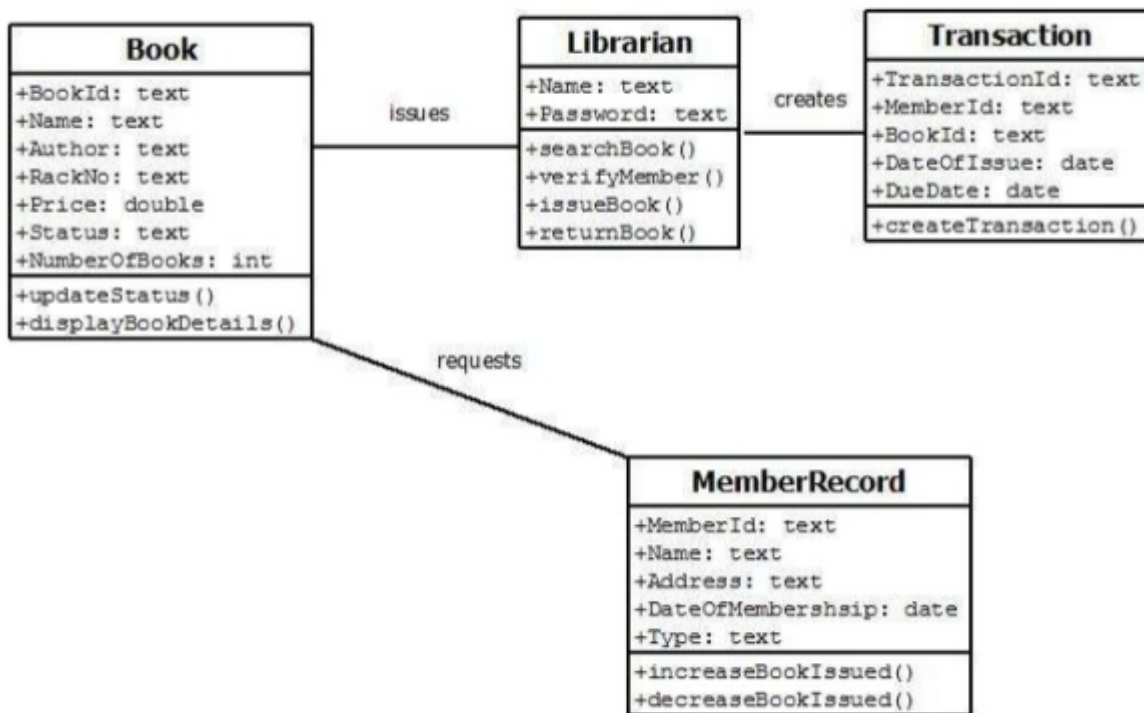 Book
+BookId: text
+Name: text
+Author: text
+RackNo: text
+Price: double
+Status: text
+NumberOfBooks: int
+updateStatus()
+displayBookDetails()
issues
Librarian
+Name: text
+Password: text
+searchBook()
+verifyMember()
+issueBook()
+returnBook()
creates
Transaction
+TransactionId: text
+MemberId: text
+BookId: text
+DateOfIssue: date
+DueDate: date
+createTransaction()
requests
MemberRecord
+MemberId: text
+Name: text
+Address: text
+DateOfMembershsip: date
+Type: text
+increaseBookIssued()
+decreaseBookIssued()